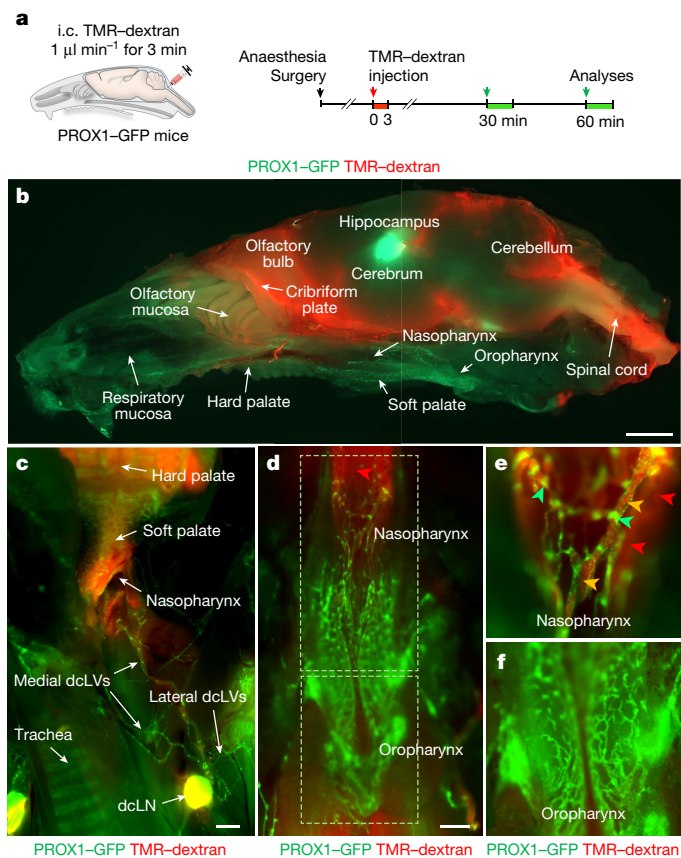 a
i.c. TMR–dextran
1 µl min⁻¹ for 3 min
PROX1–GFP mice
Anaesthesia
Surgery
TMR–dextran
injection
Analyses
0 3
30 min
60 min
PROX1–GFP TMR–dextran
b
Hippocampus
Olfactory
bulb
Cerebellum
Cerebrum
Cribriform
plate
Olfactory
mucosa
Nasopharynx
Oropharynx
Spinal cord
Respiratory
mucosa
Hard palate
Soft palate
c
Hard palate
Soft palate
Nasopharynx
Medial dcLVs
Lateral dcLVs
Trachea
dcLN
PROX1–GFP TMR–dextran
d
Nasopharynx
Oropharynx
PROX1–GFP TMR–dextran
e
Nasopharynx
f
Oropharynx
PROX1–GFP TMR–dextran